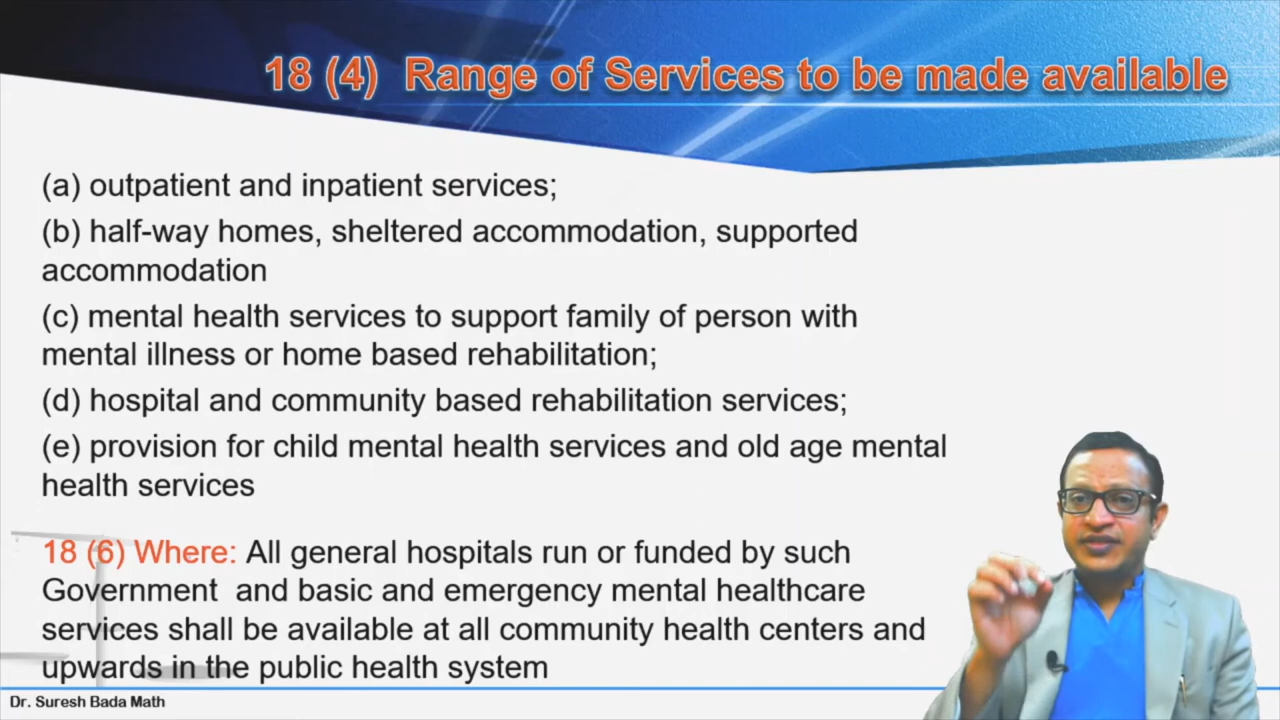 18 (4) Range of Services to be made available
(a) outpatient and inpatient services;
(b) half-way homes, sheltered accommodation, supported
accommodation
(c) mental health services to support family of person with
mental illness or home based rehabilitation;
(d) hospital and community based rehabilitation services;
(e) provision for child mental health services and old age mental
health services
18 (6) Where: All general hospitals run or funded by such
Government and basic and emergency mental healthcare
services shall be available at all community health centers and
upwards in the public health system
Dr. Suresh Bada Math